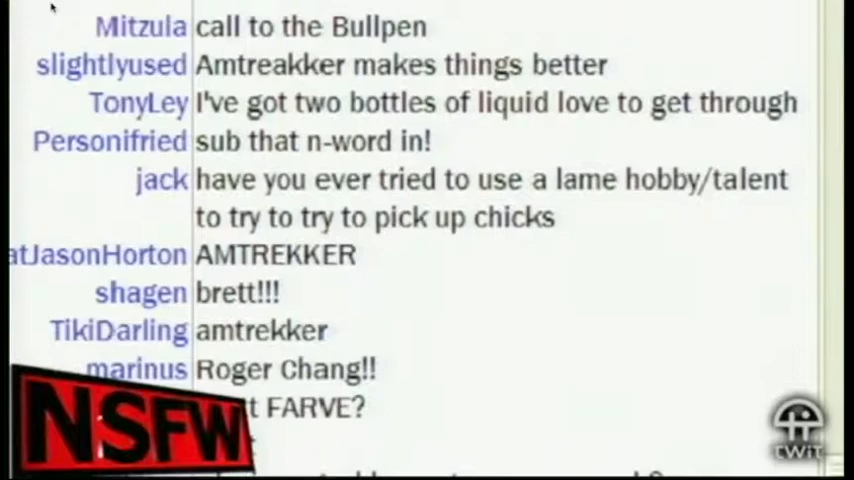 Mitzula call to the Bullpen
slightlyused Amtreakker makes things better
TonyLey I've got two bottles of liquid love to get through
Personifried sub that n-word in!
jack have you ever tried to use a lame hobby/talent
to try to try to pick up chicks
atJasonHorton AMTREKKER
shagen brett!!!
TikiDarling amtrekker
marinus Roger Chang!!
t FARVE?
NSFW
twit